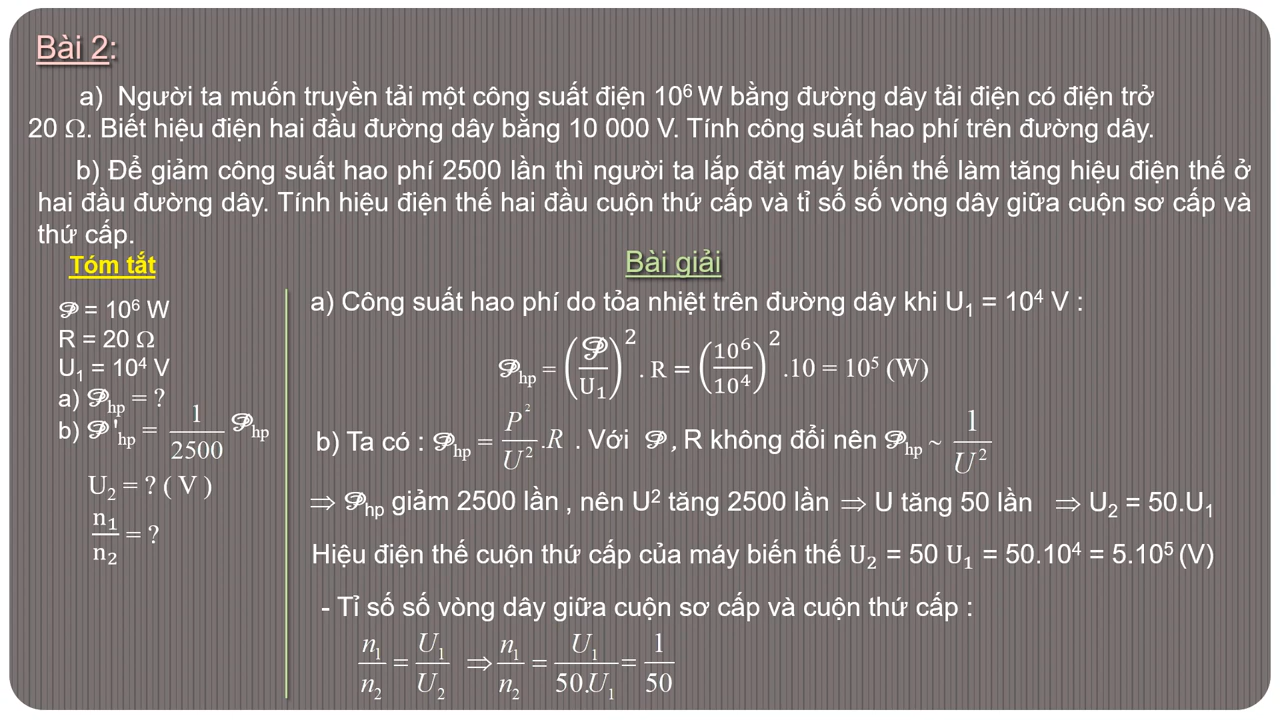 Bài 2:
a) Người ta muốn truyền tải một công suất điện 10⁶ W bằng đường dây tải điện có điện trở
20 Ω. Biết hiệu điện hai đầu đường dây bằng 10 000 V. Tính công suất hao phí trên đường dây.
b) Để giảm công suất hao phí 2500 lần thì người ta lắp đặt máy biến thế làm tăng hiệu điện thế ở
hai đầu đường dây. Tính hiệu điện thế hai đầu cuộn thứ cấp và tỉ số số vòng dây giữa cuộn sơ cấp và
thứ cấp.
Tóm tắt
𝒫 = 10⁶ W
R = 20 Ω
U₁ = 10⁴ V
a) 𝒫hp = ?
b) 𝒫'hp = 1/2500 𝒫hp
U₂ = ? ( V )
n₁/n₂ = ?
Bài giải
a) Công suất hao phí do tỏa nhiệt trên đường dây khi U₁ = 10⁴ V :
𝒫hp = (𝒫/U₁)² . R = (10⁶/10⁴)² .10 = 10⁵ (W)
b) Ta có : 𝒫hp = P²/U² .R . Với 𝒫 , R không đổi nên 𝒫hp ~ 1/U²
⇒ 𝒫hp giảm 2500 lần , nên U² tăng 2500 lần ⇒ U tăng 50 lần ⇒ U₂ = 50.U₁
Hiệu điện thế cuộn thứ cấp của máy biến thế U₂ = 50 U₁ = 50.10⁴ = 5.10⁵ (V)
- Tỉ số số vòng dây giữa cuộn sơ cấp và cuộn thứ cấp :
n₁/n₂ = U₁/U₂ ⇒ n₁/n₂ = U₁/50.U₁ = 1/50